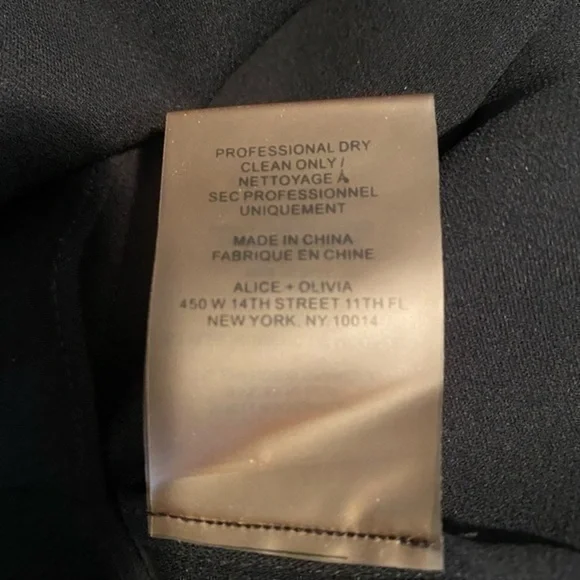 PROFESSIONAL DRY
CLEAN ONLY /
NETTOYAGE À
SEC PROFESSIONNEL
UNIQUEMENT
MADE IN CHINA
FABRIQUE EN CHINE
ALICE + OLIVIA
450 W 14TH STREET 11TH FL
NEW YORK, NY 10014